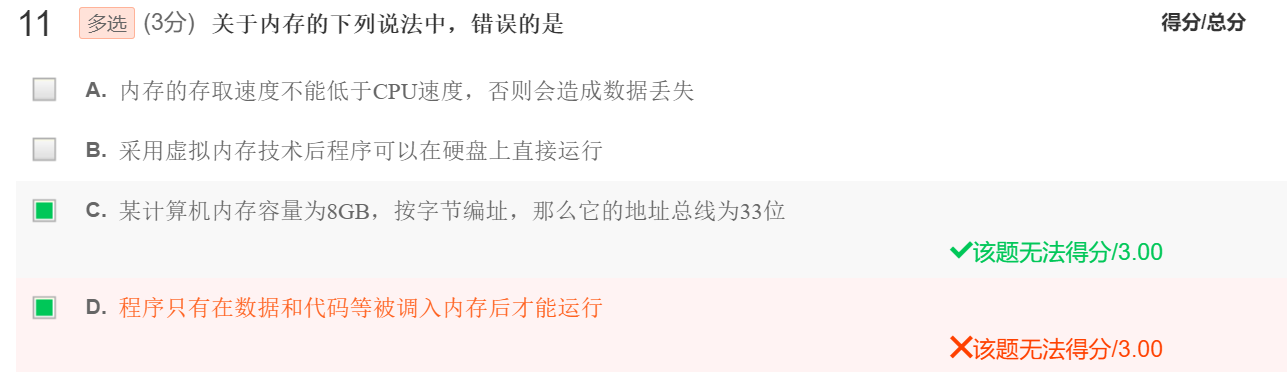 11 多选 (3分) 关于内存的下列说法中，错误的是 得分/总分
A. 内存的存取速度不能低于CPU速度，否则会造成数据丢失
B. 采用虚拟内存技术后程序可以在硬盘上直接运行
C. 某计算机内存容量为8GB，按字节编址，那么它的地址总线为33位
该题无法得分/3.00
D. 程序只有在数据和代码等被调入内存后才能运行
该题无法得分/3.00